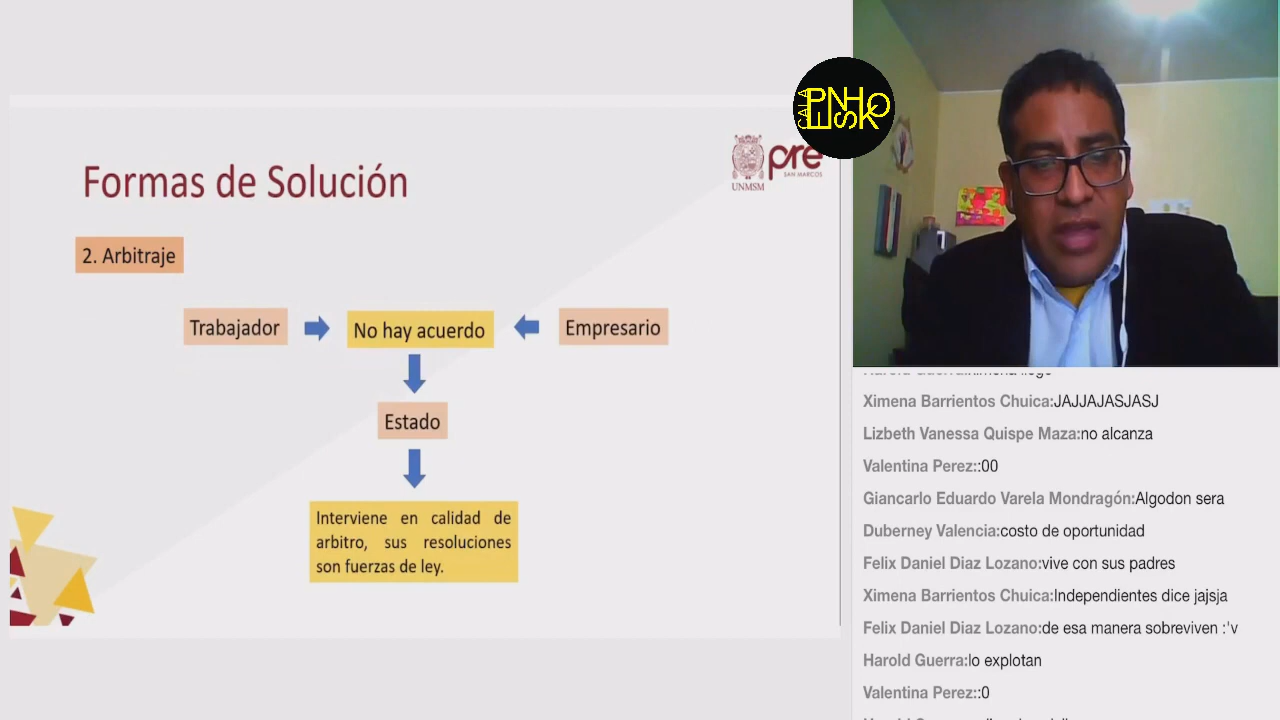 Formas de Solución
UNMSM
pre
SAN MARCOS
2. Arbitraje
Trabajador
No hay acuerdo
Empresario
Estado
Interviene en calidad de
arbitro, sus resoluciones
son fuerzas de ley.
Ximena Barrientos Chuica:JAJJAJASJASJ
Lizbeth Vanessa Quispe Maza:no alcanza
Valentina Perez::00
Giancarlo Eduardo Varela Mondragón:Algodon sera
Duberney Valencia:costo de oportunidad
Felix Daniel Diaz Lozano:vive con sus padres
Ximena Barrientos Chuica:Independientes dice jajsja
Felix Daniel Diaz Lozano:de esa manera sobreviven :'v
Harold Guerra:lo explotan
Valentina Perez::0